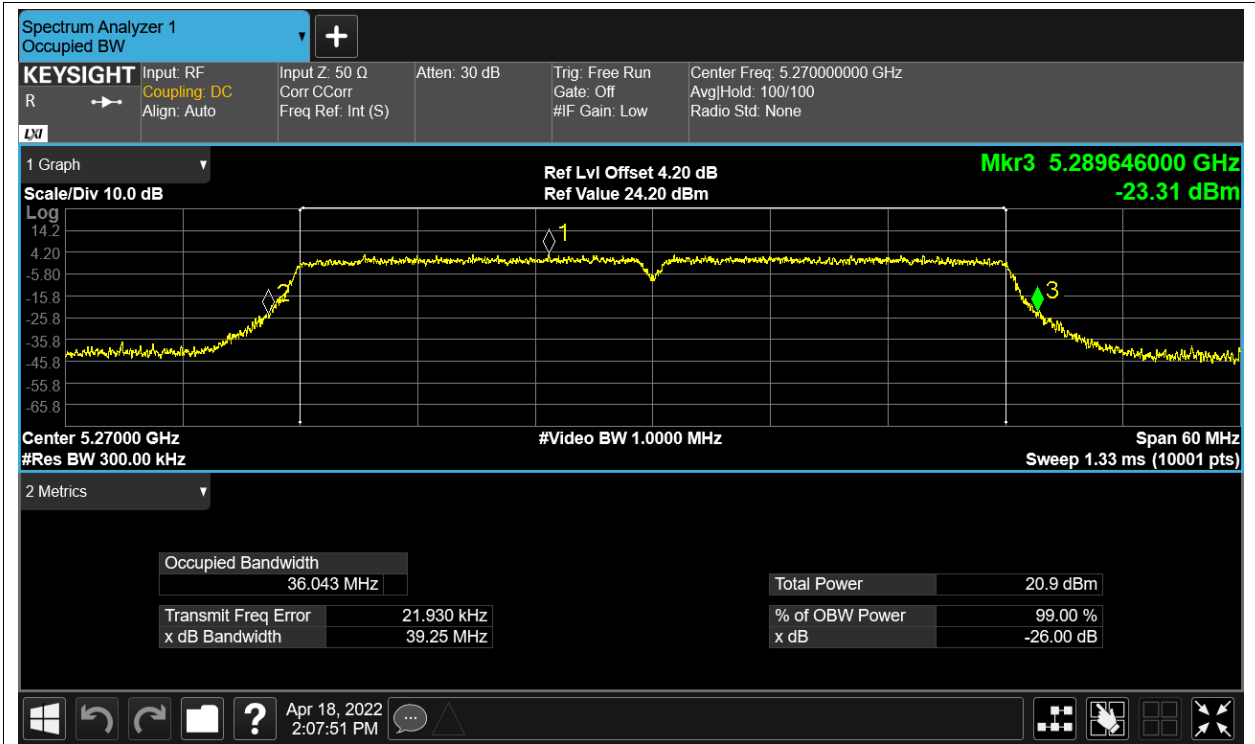 Spectrum Analyzer 1
Occupied BW
KEYSIGHT
R
LXI
Input: RF
Coupling: DC
Align: Auto
Input Z: 50 Ω
Corr CCorr
Freq Ref: Int (S)
Atten: 30 dB
Trig: Free Run
Gate: Off
#IF Gain: Low
Center Freq: 5.270000000 GHz
Avg|Hold: 100/100
Radio Std: None
1 Graph
Scale/Div 10.0 dB
Ref Lvl Offset 4.20 dB
Ref Value 24.20 dBm
Mkr3 5.289646000 GHz
-23.31 dBm
Log
14.2
4.20
-5.80
-15.8
-25.8
-35.8
-45.8
-55.8
-65.8
1
2
3
Center 5.27000 GHz
#Video BW 1.0000 MHz
Span 60 MHz
#Res BW 300.00 kHz
Sweep 1.33 ms (10001 pts)
2 Metrics
Occupied Bandwidth
36.043 MHz
Transmit Freq Error 21.930 kHz
x dB Bandwidth 39.25 MHz
Total Power 20.9 dBm
% of OBW Power 99.00 %
x dB -26.00 dB
?
Apr 18, 2022
2:07:51 PM